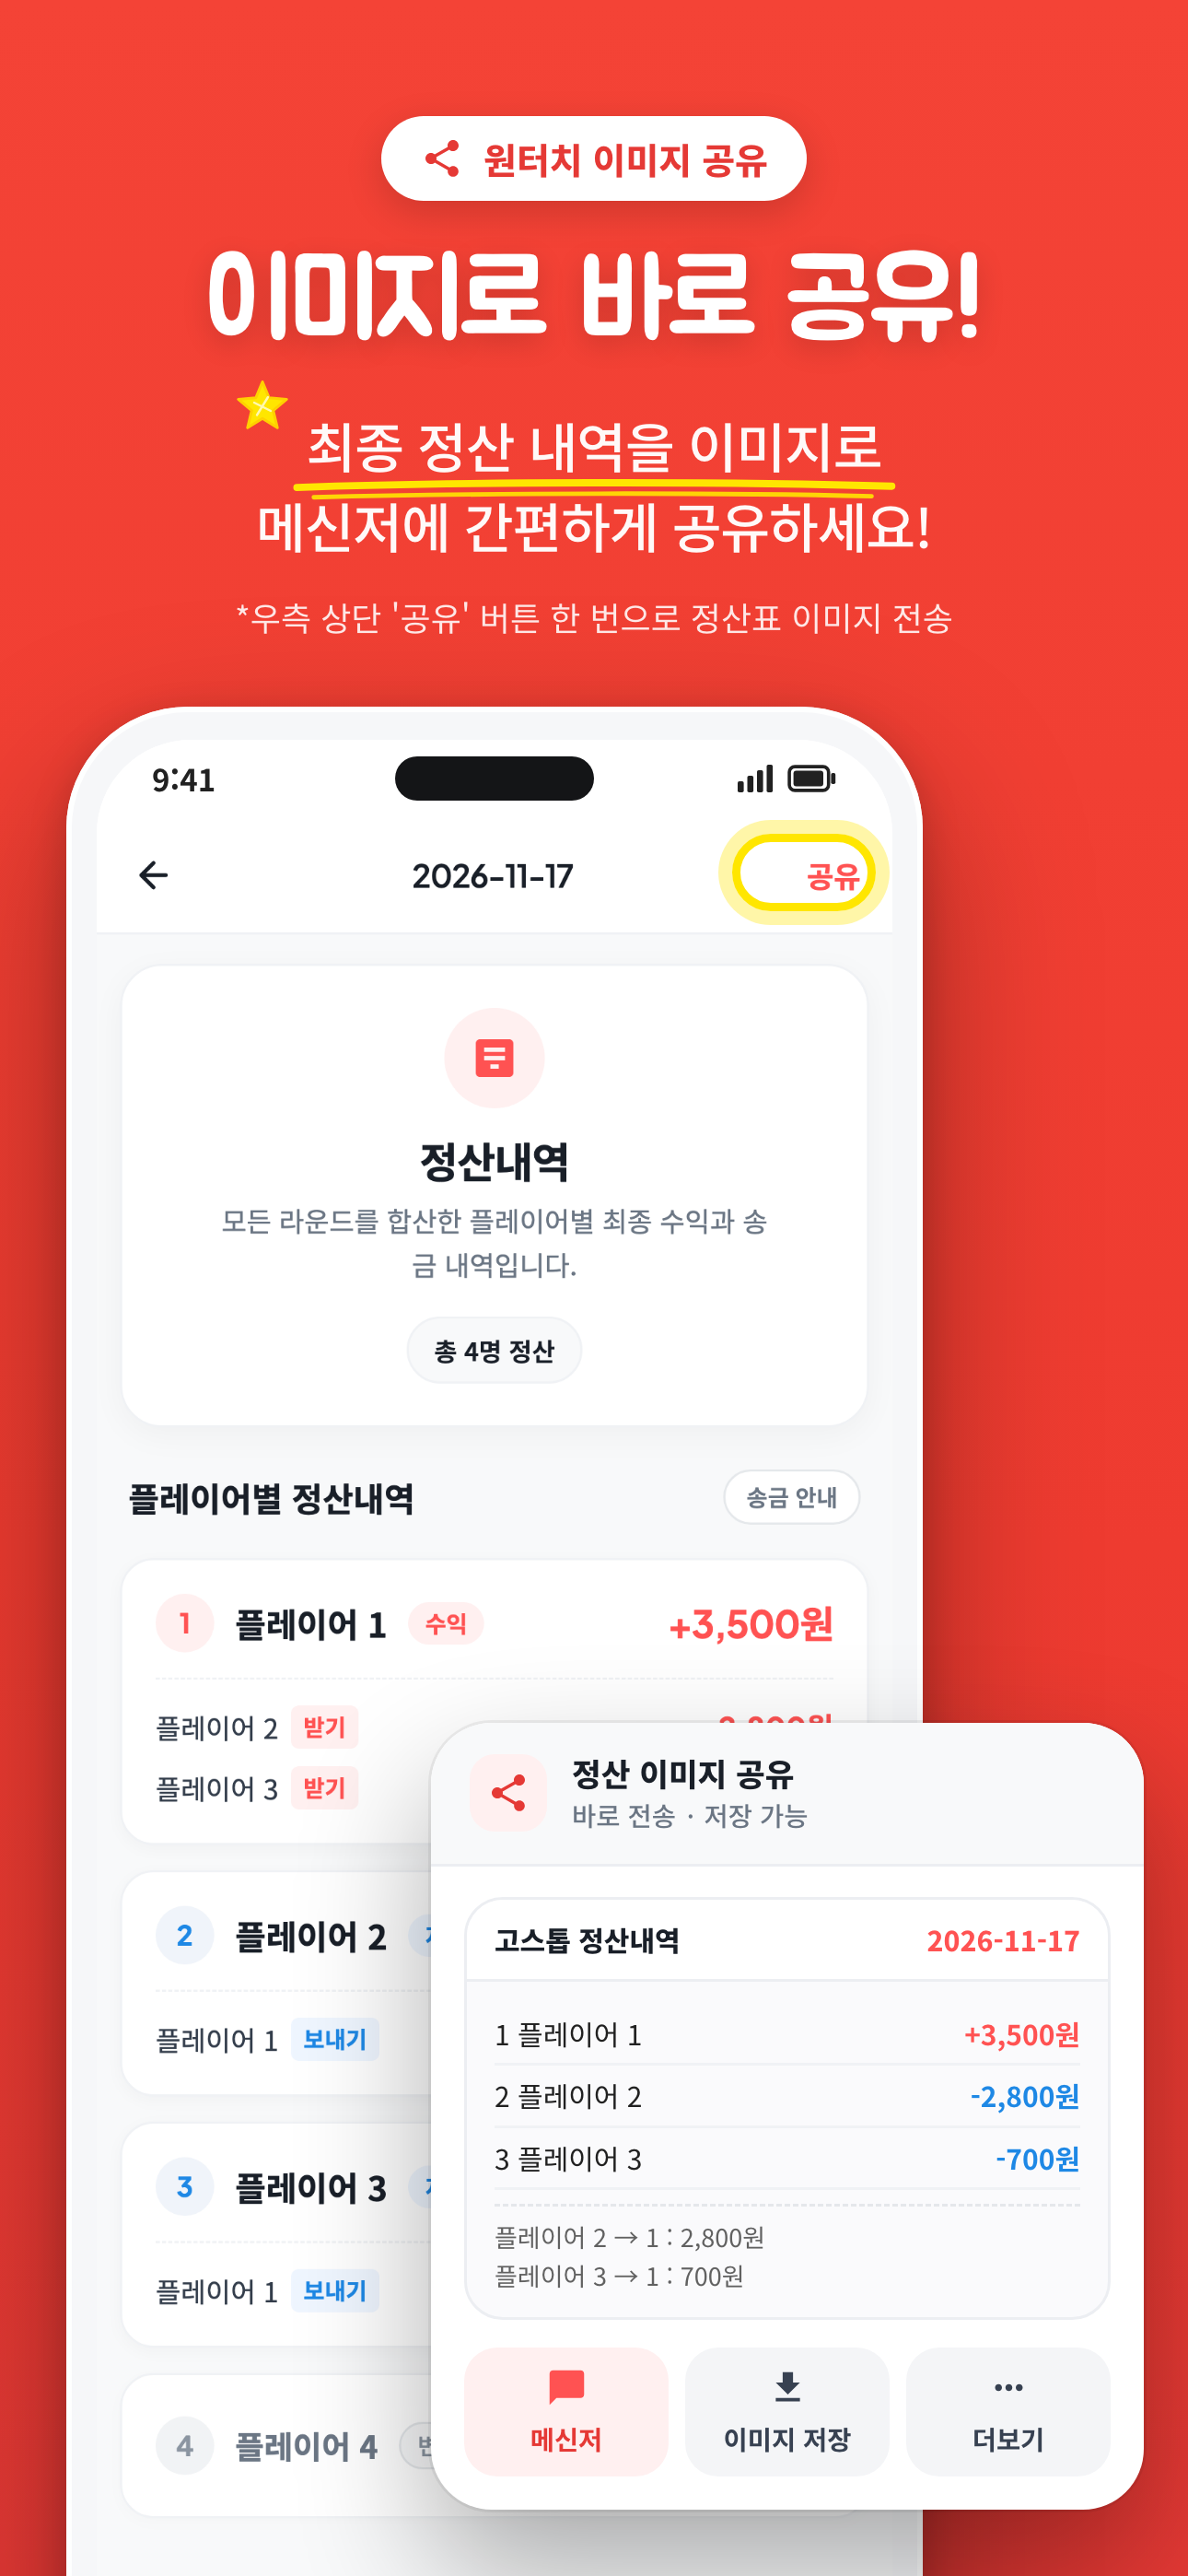 원터치 이미지 공유
이미지로 바로 공유!
최종 정산 내역을 이미지로
메신저에 간편하게 공유하세요!
*우측 상단 '공유' 버튼 한 번으로 정산표 이미지 전송
9:41
2026-11-17
공유
정산내역
모든 라운드를 합산한 플레이어별 최종 수익과 송
금 내역입니다.
총 4명 정산
플레이어별 정산내역
송금 안내
1 플레이어 1 수익 +3,500원
플레이어 2 받기
플레이어 3 받기
2 플레이어 2
플레이어 1 보내기
3 플레이어 3
플레이어 1 보내기
4 플레이어 4
정산 이미지 공유
바로 전송 · 저장 가능
고스톱 정산내역 2026-11-17
1 플레이어 1 +3,500원
2 플레이어 2 -2,800원
3 플레이어 3 -700원
플레이어 2 → 1 : 2,800원
플레이어 3 → 1 : 700원
메신저
이미지 저장
더보기